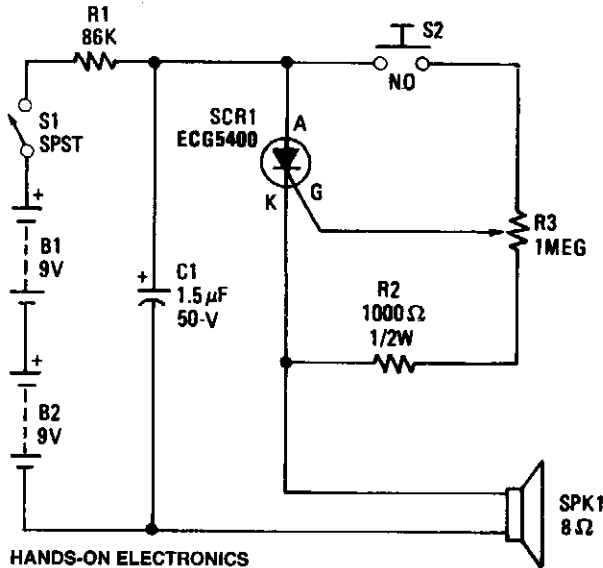 R1
86K
S2
N.O
S1
SPST
SCR1
ECG5400
A
K
G
+
B1
9V
+
C1
1.5µF
50-V
R3
1MEG
R2
1000Ω
1/2W
+
B2
9V
SPK1
8Ω
HANDS-ON ELECTRONICS